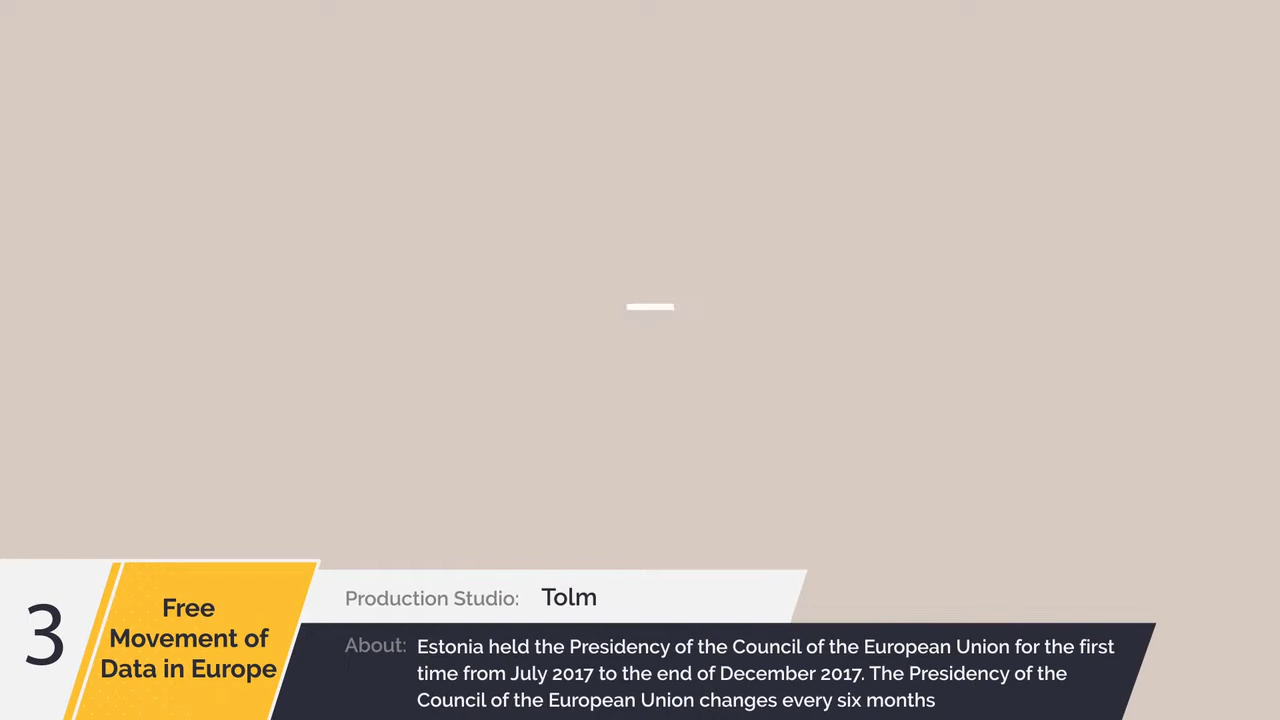 3
Free
Movement of
Data in Europe
Production Studio: Tolm
About: Estonia held the Presidency of the Council of the European Union for the first
time from July 2017 to the end of December 2017. The Presidency of the
Council of the European Union changes every six months